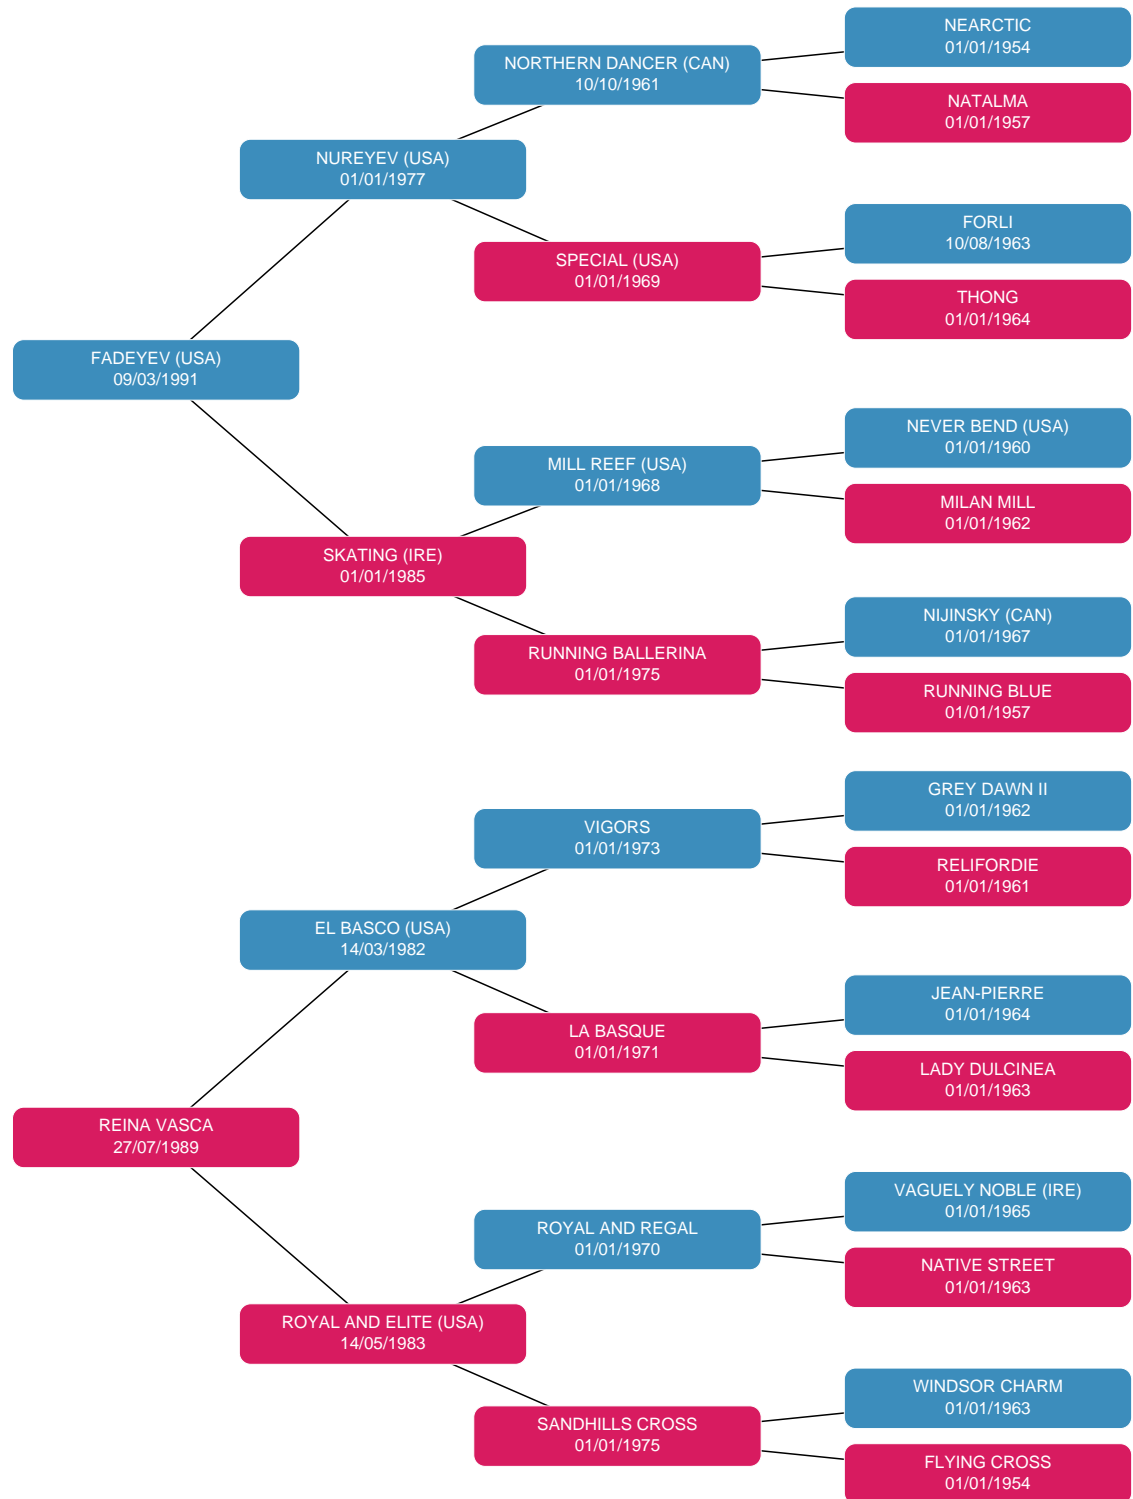 NEARCTIC
01/01/1954
NORTHERN DANCER (CAN)
10/10/1961
NATALMA
01/01/1957
NUREYEV (USA)
01/01/1977
FORLI
10/08/1963
SPECIAL (USA)
01/01/1969
THONG
01/01/1964
FADEYEV (USA)
09/03/1991
NEVER BEND (USA)
01/01/1960
MILL REEF (USA)
01/01/1968
MILAN MILL
01/01/1962
SKATING (IRE)
01/01/1985
NIJINSKY (CAN)
01/01/1967
RUNNING BALLERINA
01/01/1975
RUNNING BLUE
01/01/1957
GREY DAWN II
01/01/1962
VIGORS
01/01/1973
RELIFORDIE
01/01/1961
EL BASCO (USA)
14/03/1982
JEAN-PIERRE
01/01/1964
LA BASQUE
01/01/1971
LADY DULCINEA
01/01/1963
REINA VASCA
27/07/1989
VAGUELY NOBLE (IRE)
01/01/1965
ROYAL AND REGAL
01/01/1970
NATIVE STREET
01/01/1963
ROYAL AND ELITE (USA)
14/05/1983
WINDSOR CHARM
01/01/1963
SANDHILLS CROSS
01/01/1975
FLYING CROSS
01/01/1954